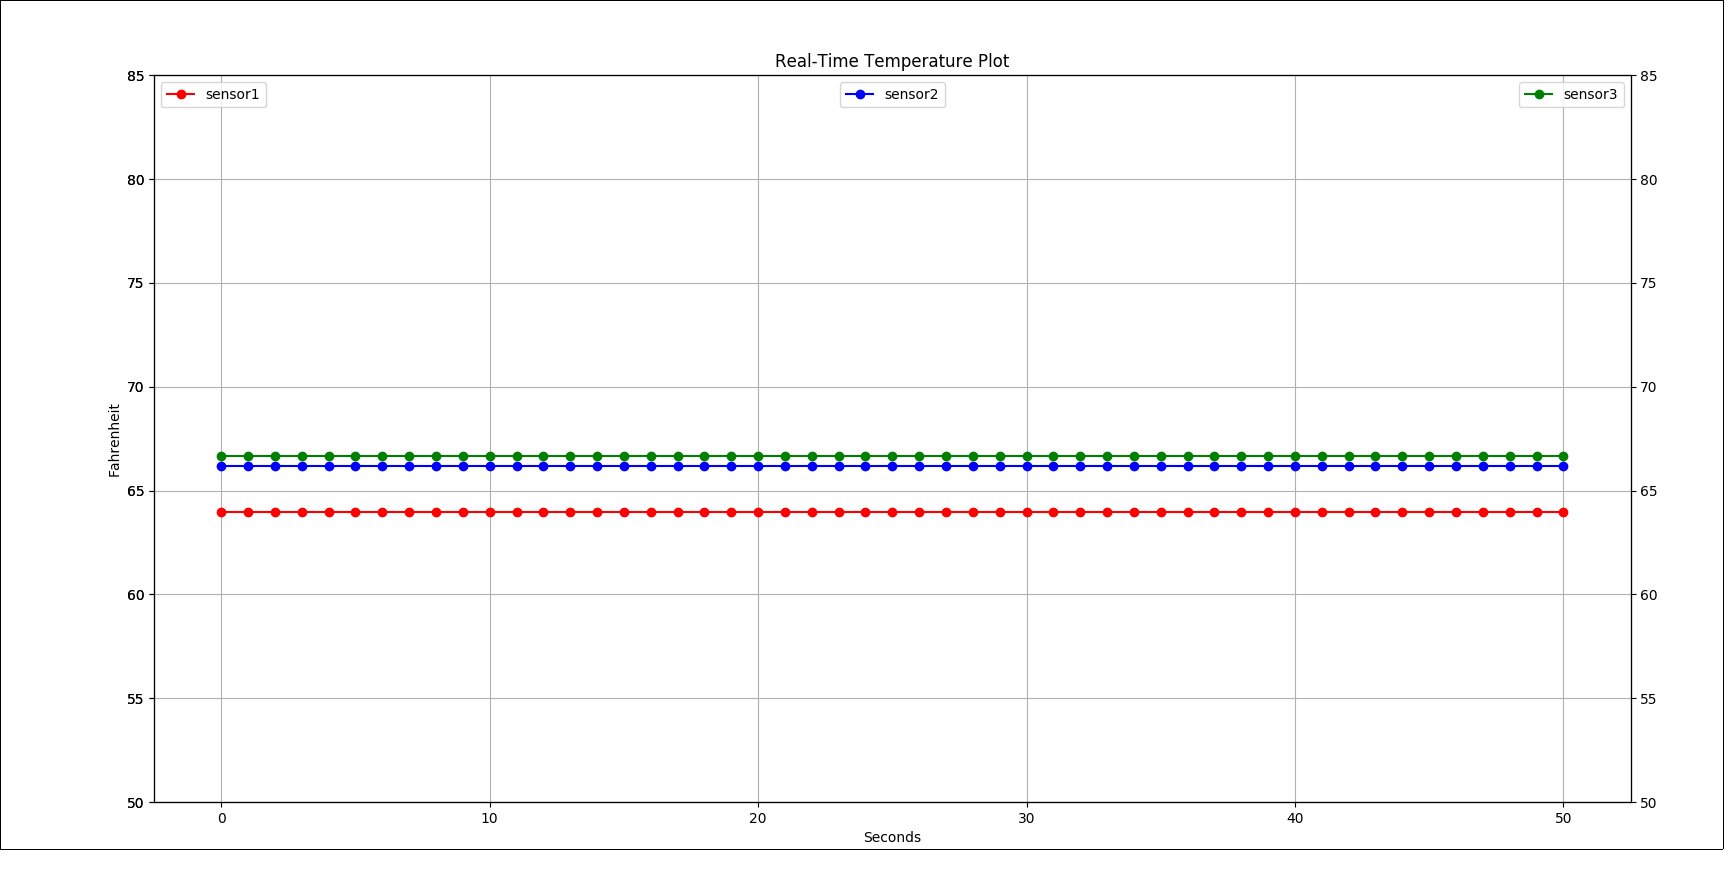 Real-Time Temperature Plot
sensor1 sensor2 sensor3
85 85
80 80
75 75
70 70
Fahrenheit
65 65
60 60
55 55
50 50
0 10 20 30 40 50
Seconds